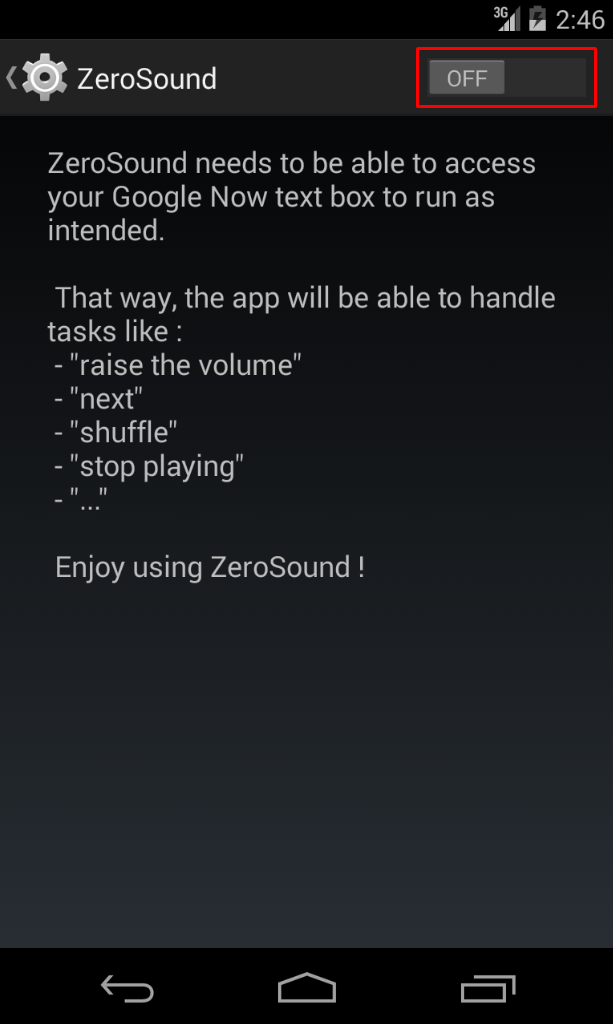 3G 2:46
ZeroSound OFF
ZeroSound needs to be able to access
your Google Now text box to run as
intended.
That way, the app will be able to handle
tasks like :
- "raise the volume"
- "next"
- "shuffle"
- "stop playing"
- "..."
Enjoy using ZeroSound !